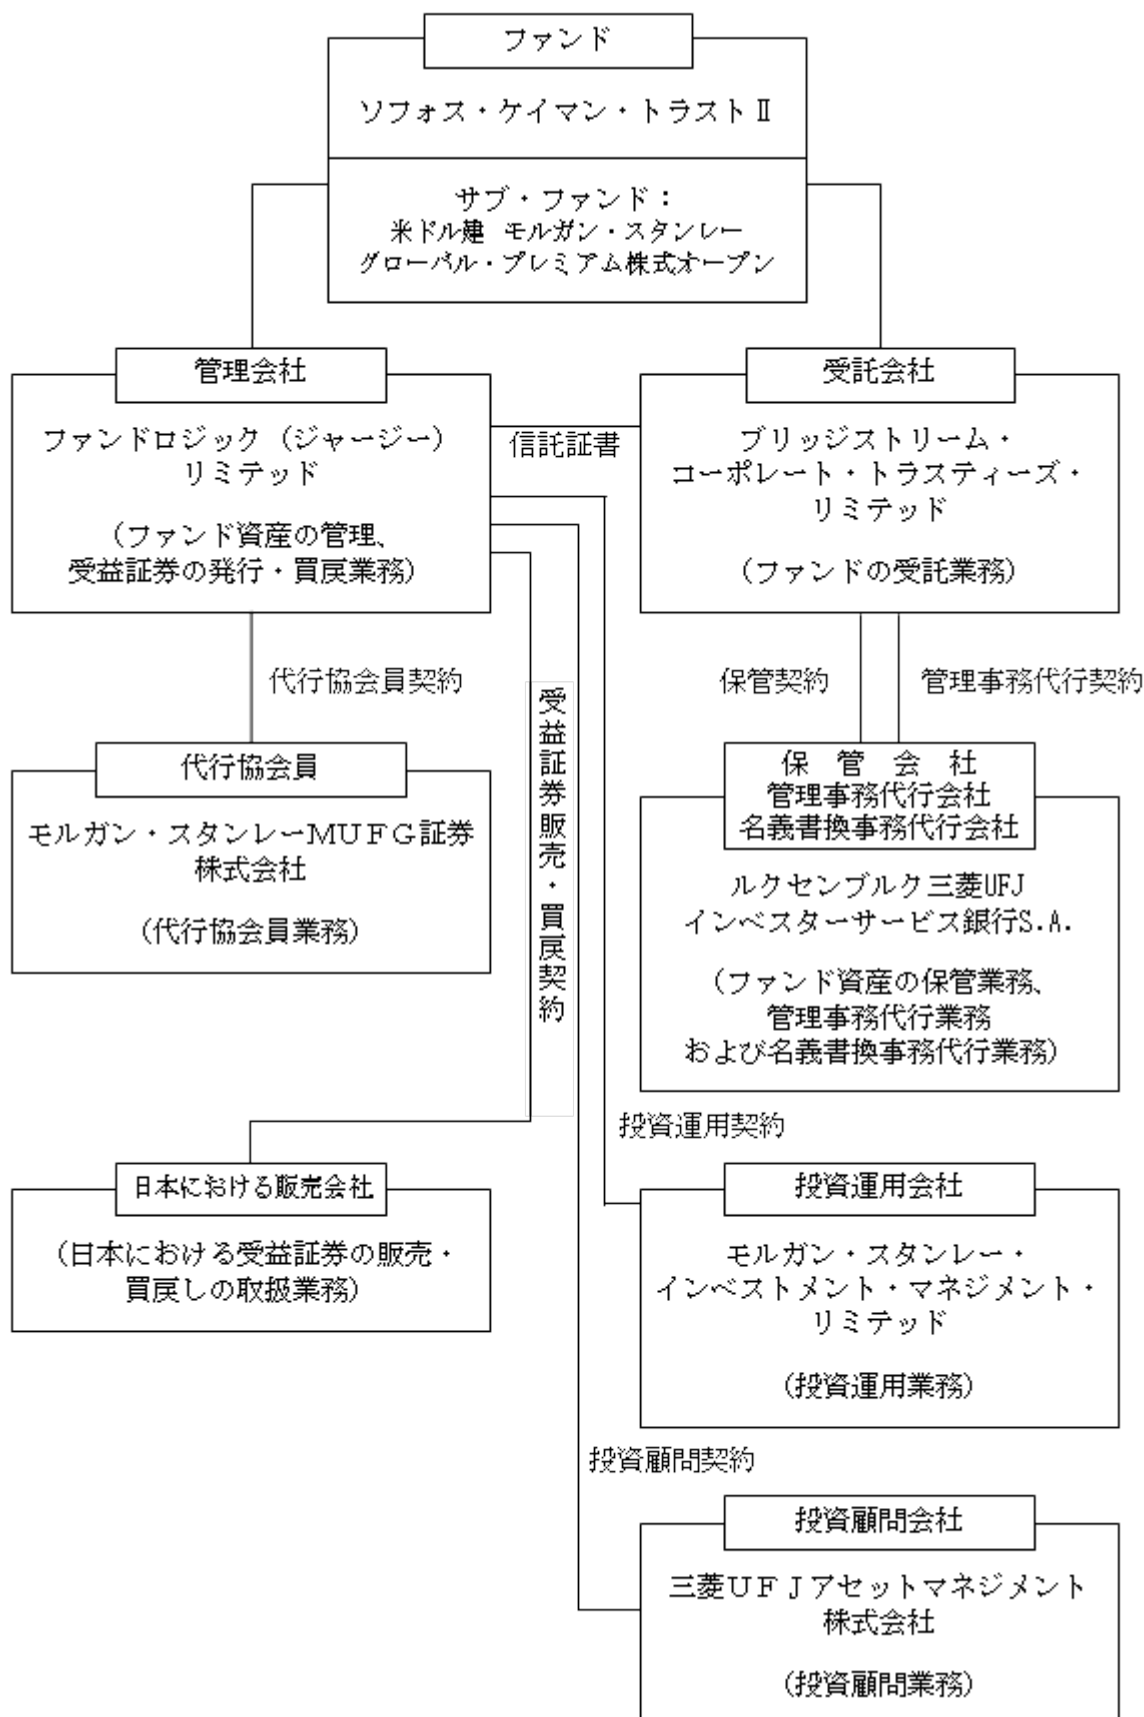 ファンド
ソフォス・ケイマン・トラストⅡ
サブ・ファンド：
米ドル建 モルガン・スタンレー
グローバル・プレミアム株式オープン
管理会社
ファンドロジック（ジャージー）
リミテッド
（ファンド資産の管理、
受益証券の発行・買戻業務）
信託証書
受託会社
ブリッジストリーム・
コーポレート・トラスティーズ・
リミテッド
（ファンドの受託業務）
代行協会員契約
受益証券販売・買戻契約
保管契約
管理事務代行契約
代行協会員
モルガン・スタンレーＭＵＦＧ証券
株式会社
（代行協会員業務）
保　管　会　社
管理事務代行会社
名義書換事務代行会社
ルクセンブルク三菱UFJ
インベスターサービス銀行S.A.
（ファンド資産の保管業務、
管理事務代行業務
および名義書換事務代行業務）
投資運用契約
日本における販売会社
（日本における受益証券の販売・
買戻しの取扱業務）
投資運用会社
モルガン・スタンレー・
インベストメント・マネジメント・
リミテッド
（投資運用業務）
投資顧問契約
投資顧問会社
三菱ＵＦＪアセットマネジメント
株式会社
（投資顧問業務）